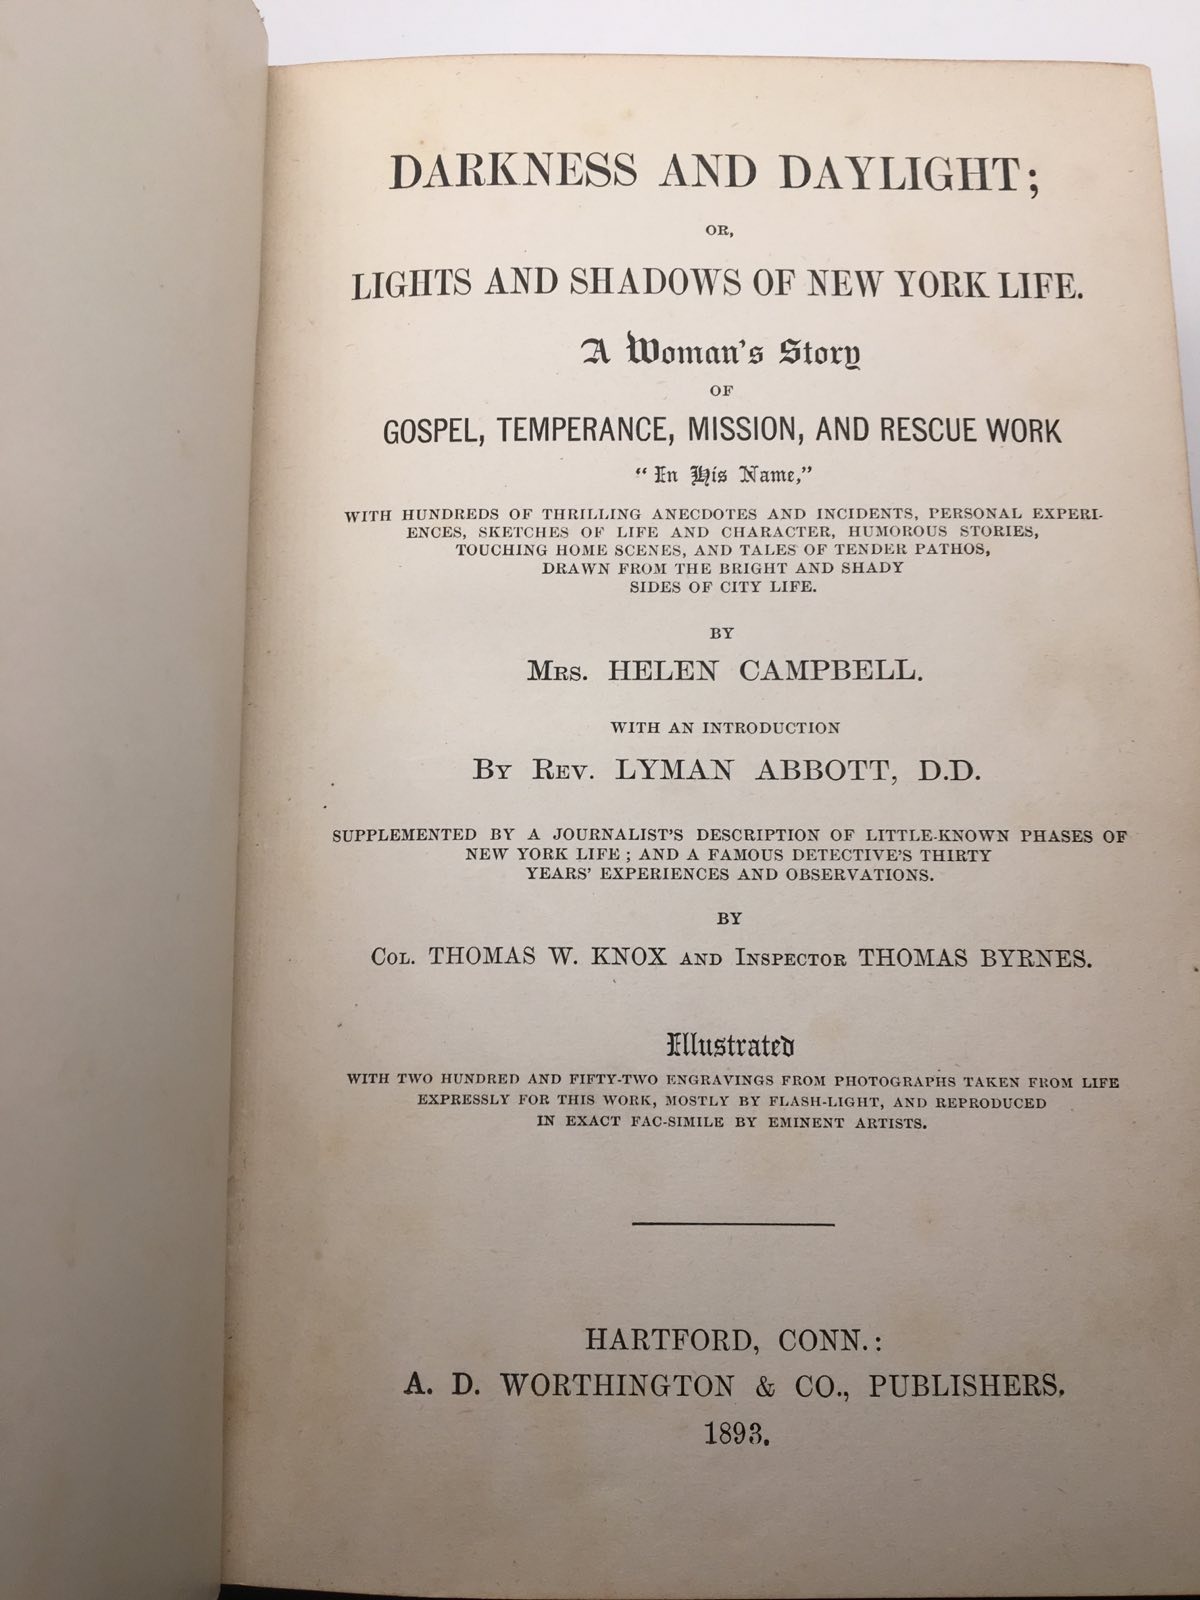 DARKNESS AND DAYLIGHT;
OR,
LIGHTS AND SHADOWS OF NEW YORK LIFE.
A Woman's Story
OF
GOSPEL, TEMPERANCE, MISSION, AND RESCUE WORK
"In His Name,"
WITH HUNDREDS OF THRILLING ANECDOTES AND INCIDENTS, PERSONAL EXPERI-
ENCES, SKETCHES OF LIFE AND CHARACTER, HUMOROUS STORIES,
TOUCHING HOME SCENES, AND TALES OF TENDER PATHOS,
DRAWN FROM THE BRIGHT AND SHADY
SIDES OF CITY LIFE.
BY
MRS. HELEN CAMPBELL.
WITH AN INTRODUCTION
BY REV. LYMAN ABBOTT, D.D.
SUPPLEMENTED BY A JOURNALIST'S DESCRIPTION OF LITTLE-KNOWN PHASES OF
NEW YORK LIFE; AND A FAMOUS DETECTIVE'S THIRTY
YEARS' EXPERIENCES AND OBSERVATIONS.
BY
COL. THOMAS W. KNOX AND INSPECTOR THOMAS BYRNES.
Illustrated
WITH TWO HUNDRED AND FIFTY-TWO ENGRAVINGS FROM PHOTOGRAPHS TAKEN FROM LIFE
EXPRESSLY FOR THIS WORK, MOSTLY BY FLASH-LIGHT, AND REPRODUCED
IN EXACT FAC-SIMILE BY EMINENT ARTISTS.
HARTFORD, CONN.:
A. D. WORTHINGTON & CO., PUBLISHERS.
1893.